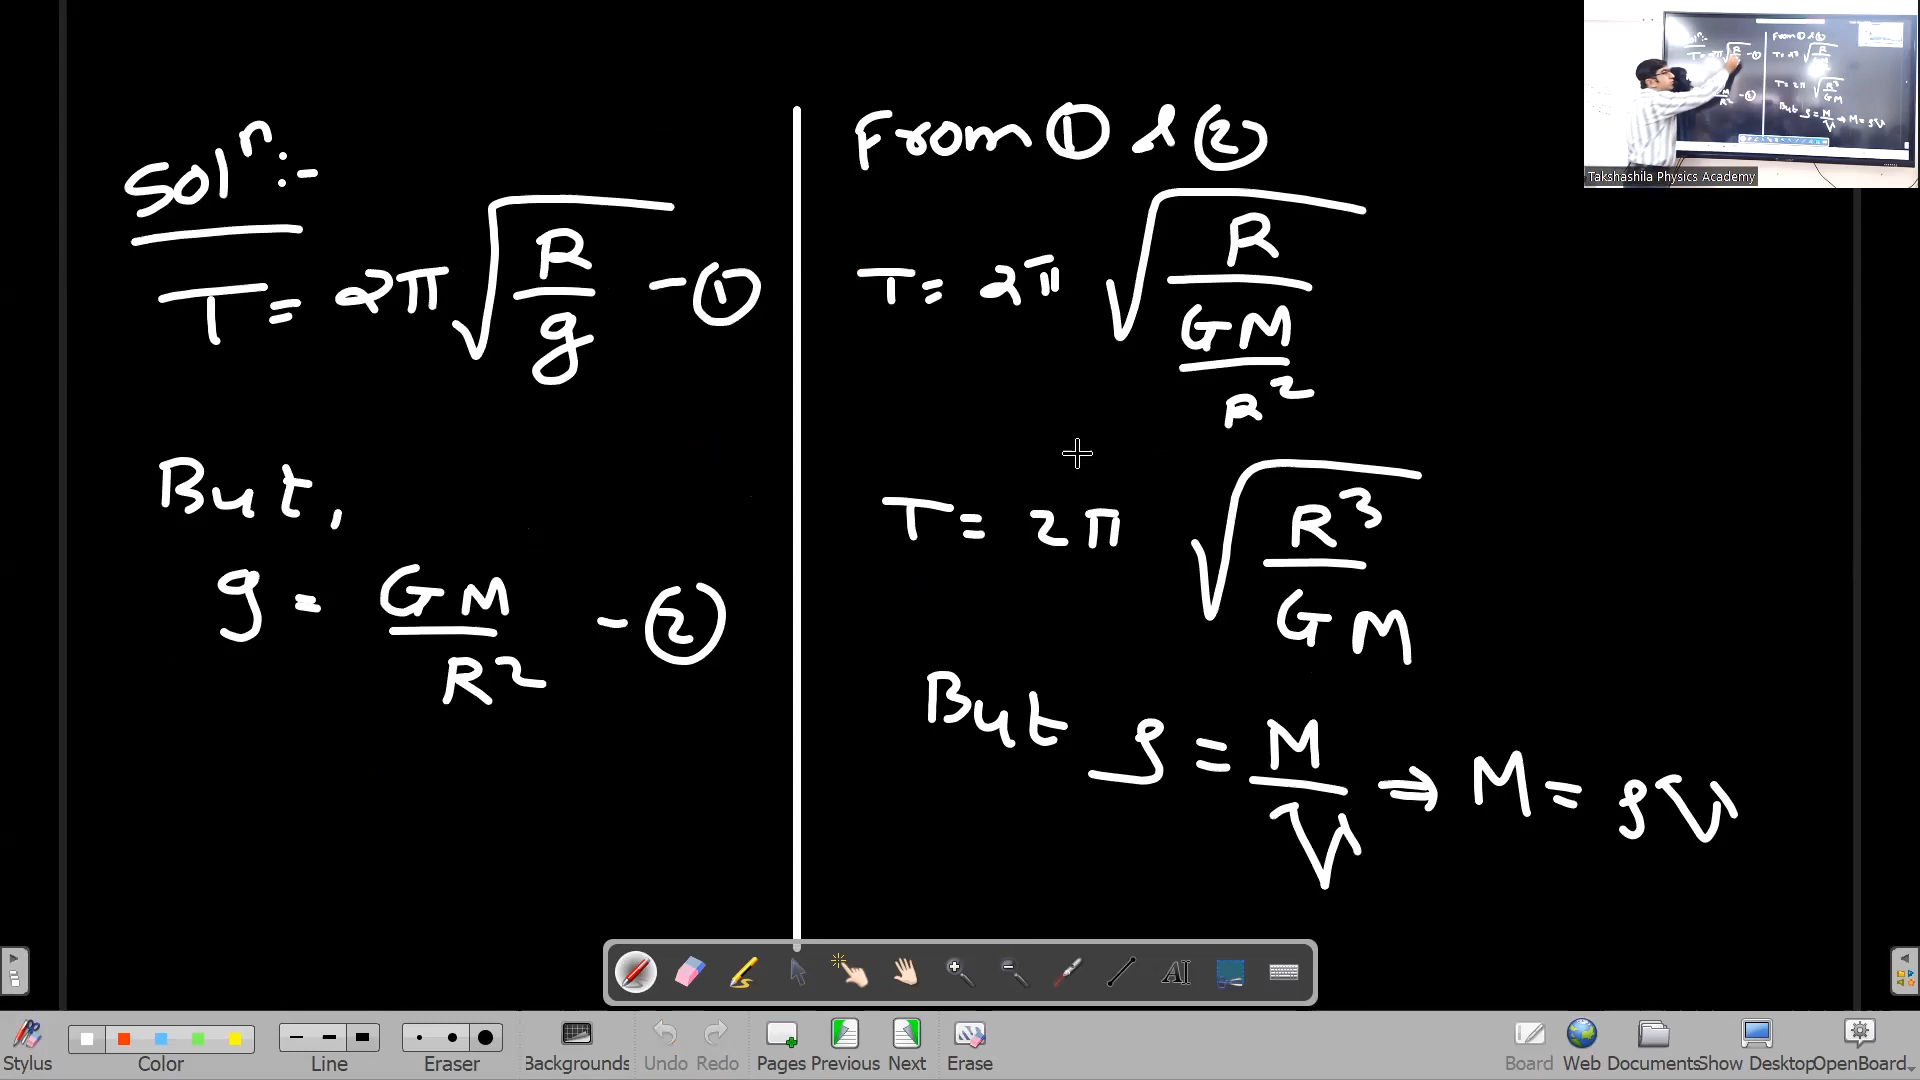 Solⁿ:-
T = 2π √(R/g) - ①
But,
g = GM/R² - ②
From ① & ②
T = 2π √(R/(GM/R²))
T = 2π √(R³/GM)
But ρ = M/V ⇒ M = ρV
Takshashila Physics Academy
Stylus
Color
Line
Eraser
Backgrounds
Undo
Redo
Pages
Previous
Next
Erase
Board
Web
Documents
Show Desktop
OpenBoard